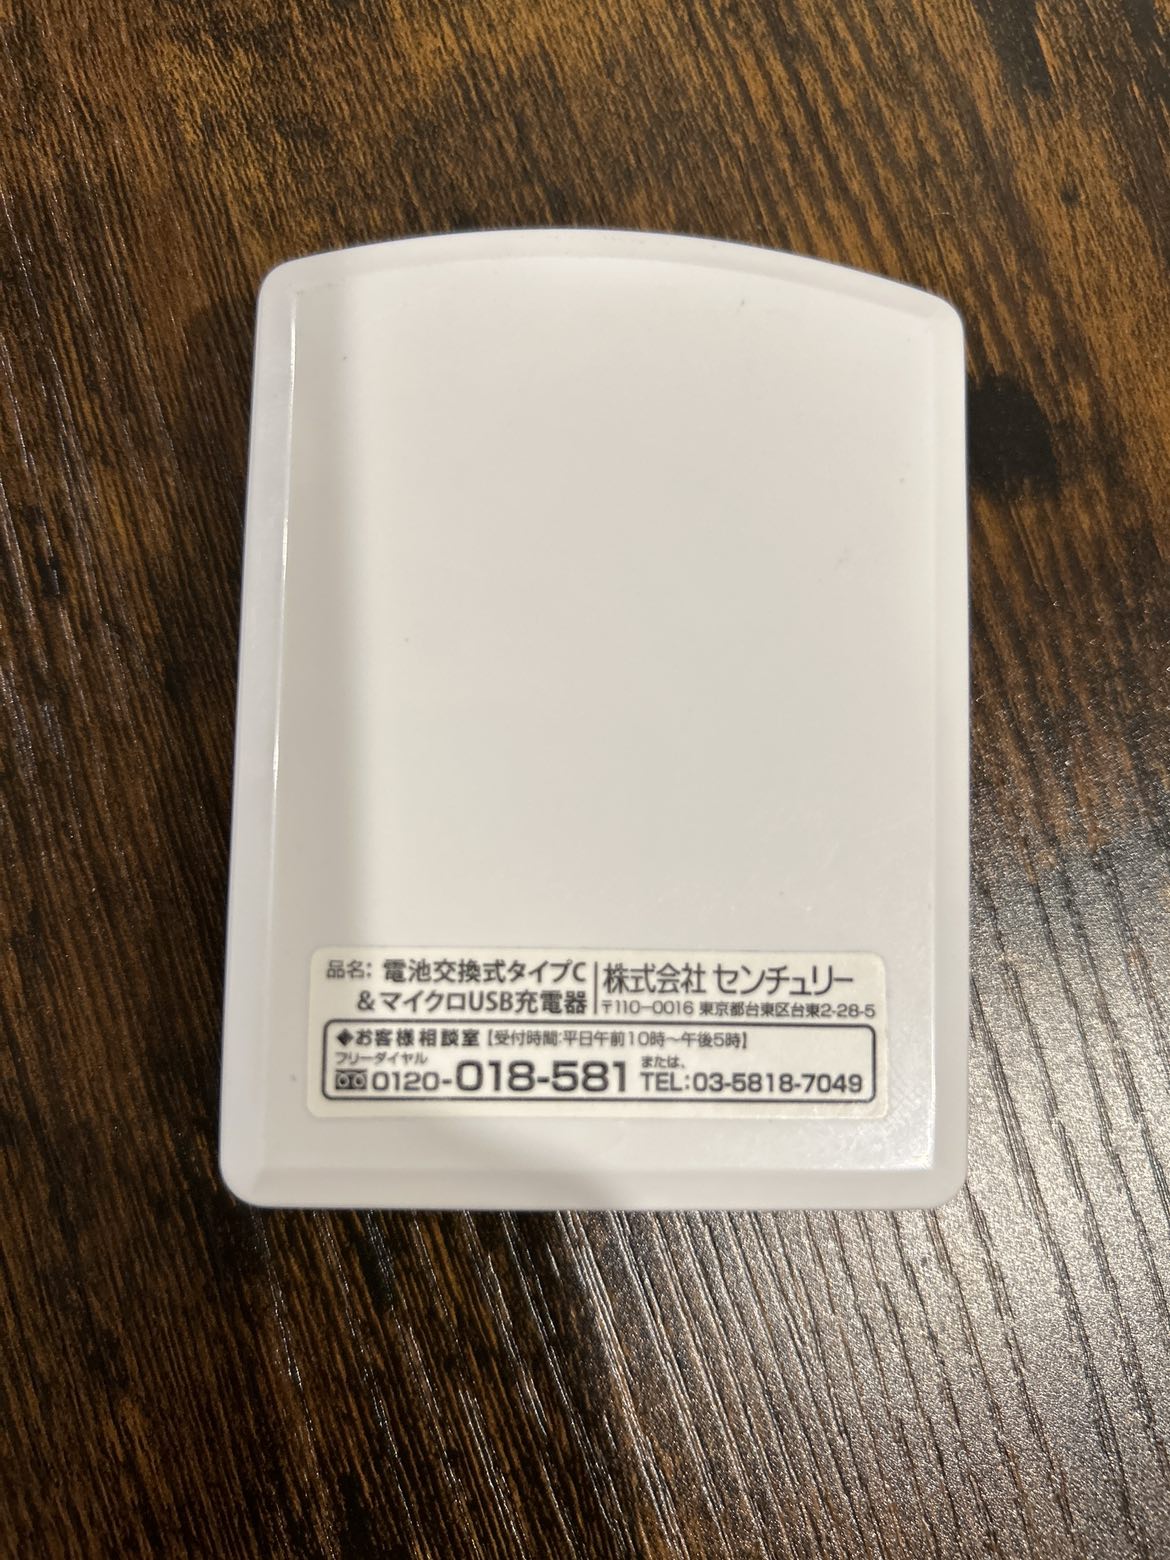 品名: 電池交換式タイプC
&マイクロUSB充電器
株式会社 センチュリー
〒110-0016 東京都台東区台東2-28-5
◆お客様相談室【受付時間:平日午前10時〜午後5時】
フリーダイヤル
0120-018-581
または、
TEL:03-5818-7049